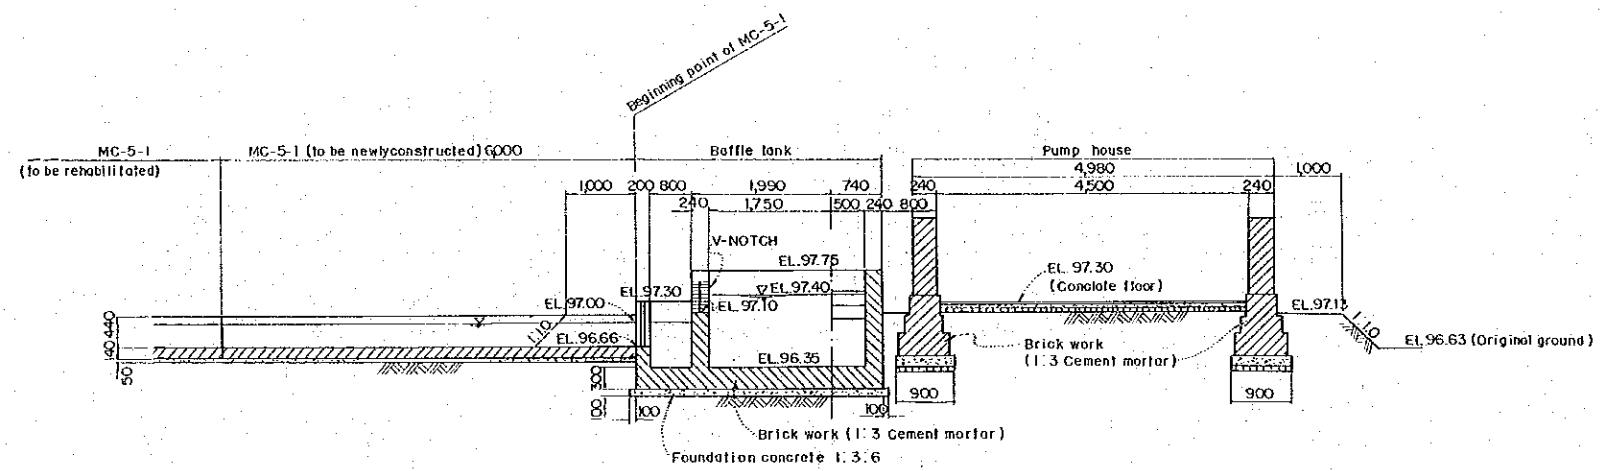 Beginning point of MC-5-1
MC-5-1
(to be rehabilitated)
MC-5-1 (to be newlyconstructed) 6,000
Baffle tank
Pump house
4,980
1,000
1,000
200
800
1,990
740
240
4,500
240
240
1,750
500
240
800
V-NOTCH
EL.97.75
EL. 97.30
(Conclote floor)
EL.97.00
EL.97.30
EL.97.40
EL.97.10
EL.97.13
1:1.0
1:1.0
440
140
50
EL.96.66
EL.96.35
EL.96.63 (Original ground)
Brick work
(1:3 Cement mortar)
300
100
100
100
900
900
Brick work (1:3 Cement mortar)
Foundation concrete 1:3:6